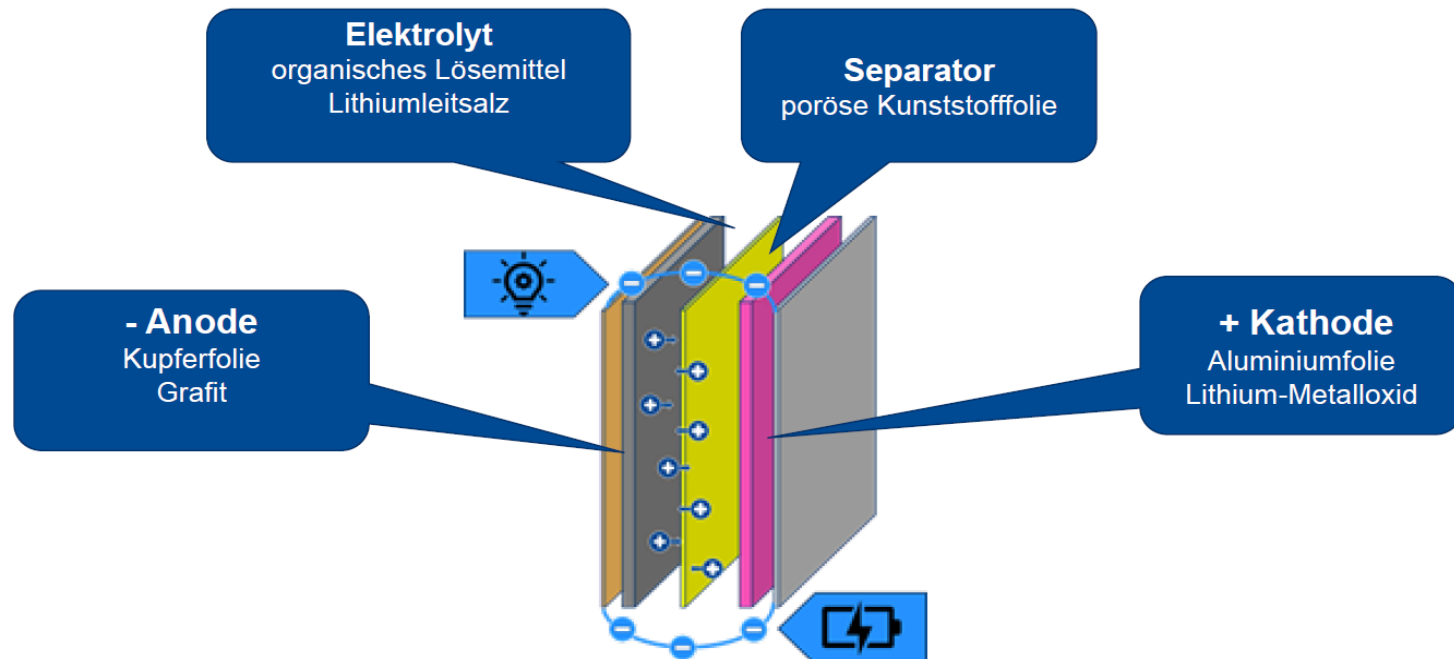 Elektrolyt
organisches Lösemittel
Lithiumleitsalz
Separator
poröse Kunststofffolie
- Anode
Kupferfolie
Grafit
+ Kathode
Aluminiumfolie
Lithium-Metalloxid